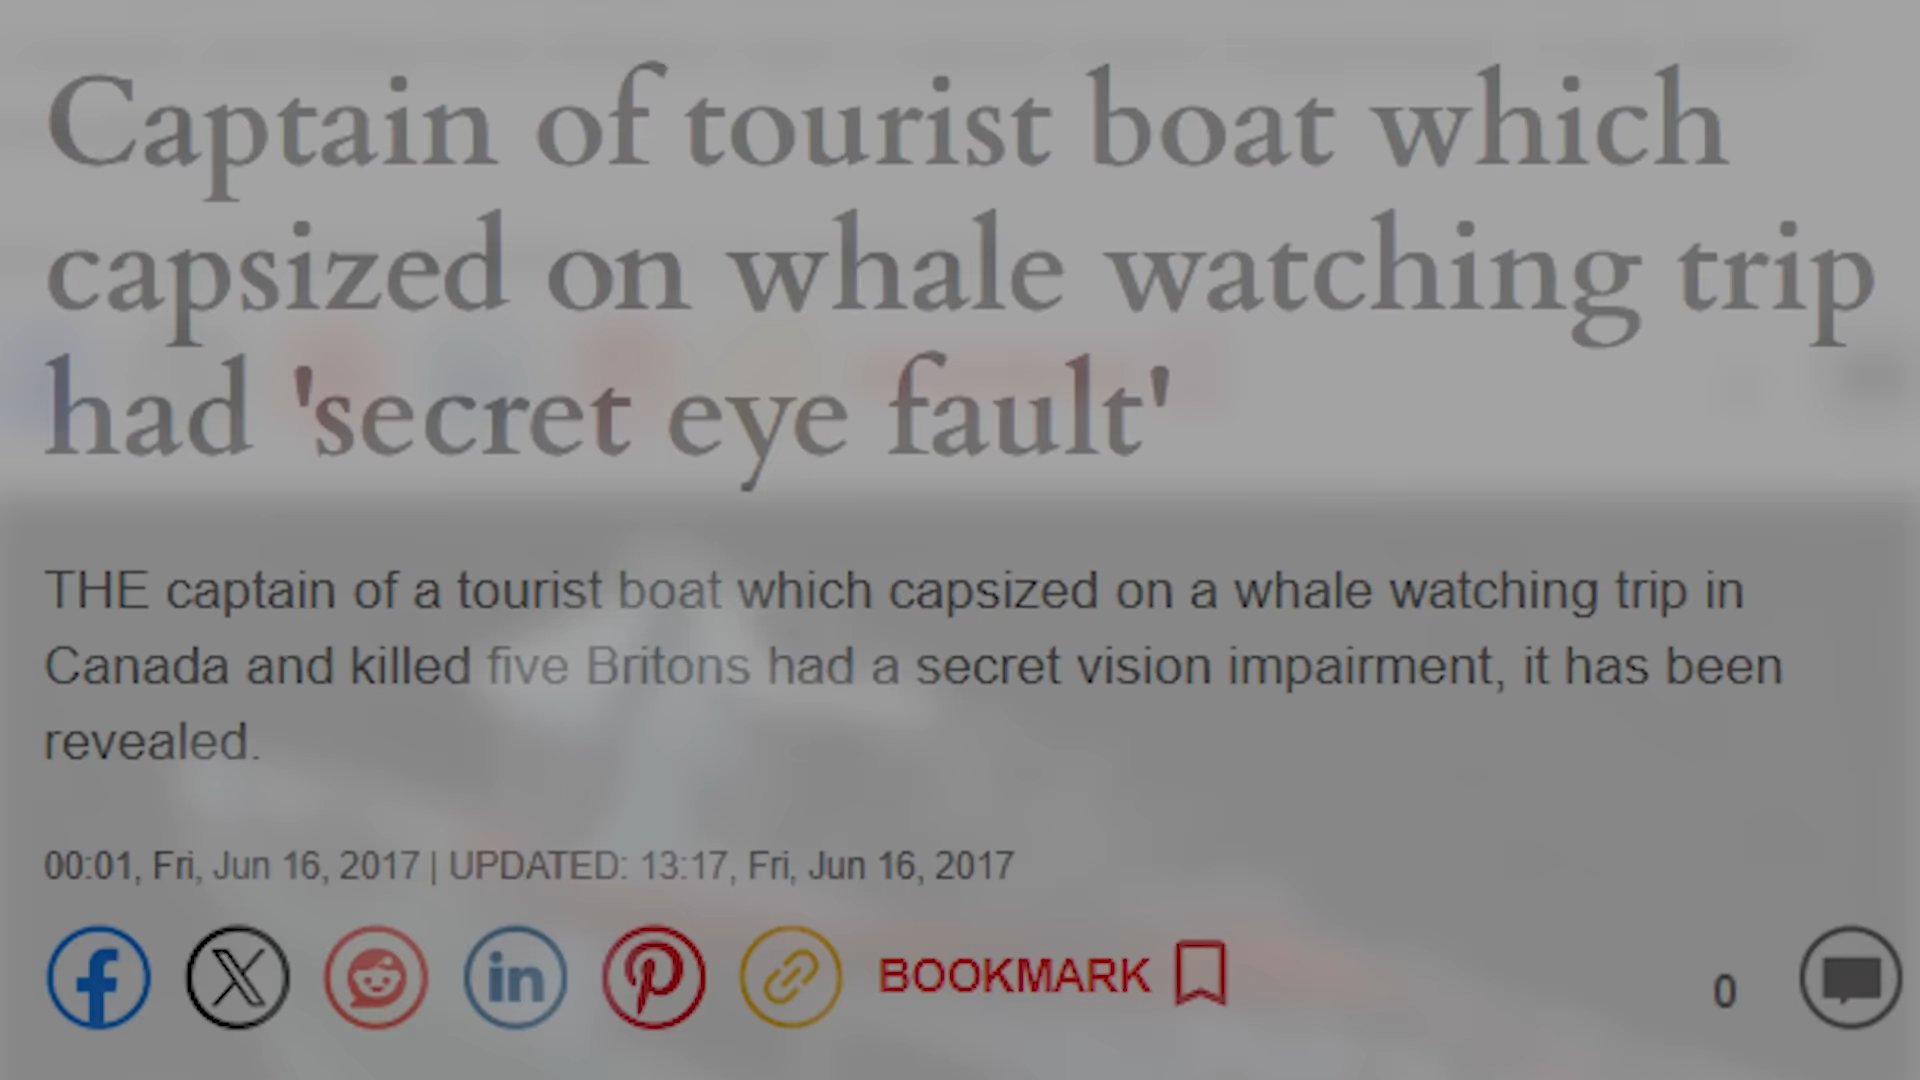 Captain of tourist boat which
capsized on whale watching trip
had 'secret eye fault'
THE captain of a tourist boat which capsized on a whale watching trip in
Canada and killed five Britons had a secret vision impairment, it has been
revealed.
00:01, Fri, Jun 16, 2017 | UPDATED: 13:17, Fri, Jun 16, 2017
BOOKMARK
0